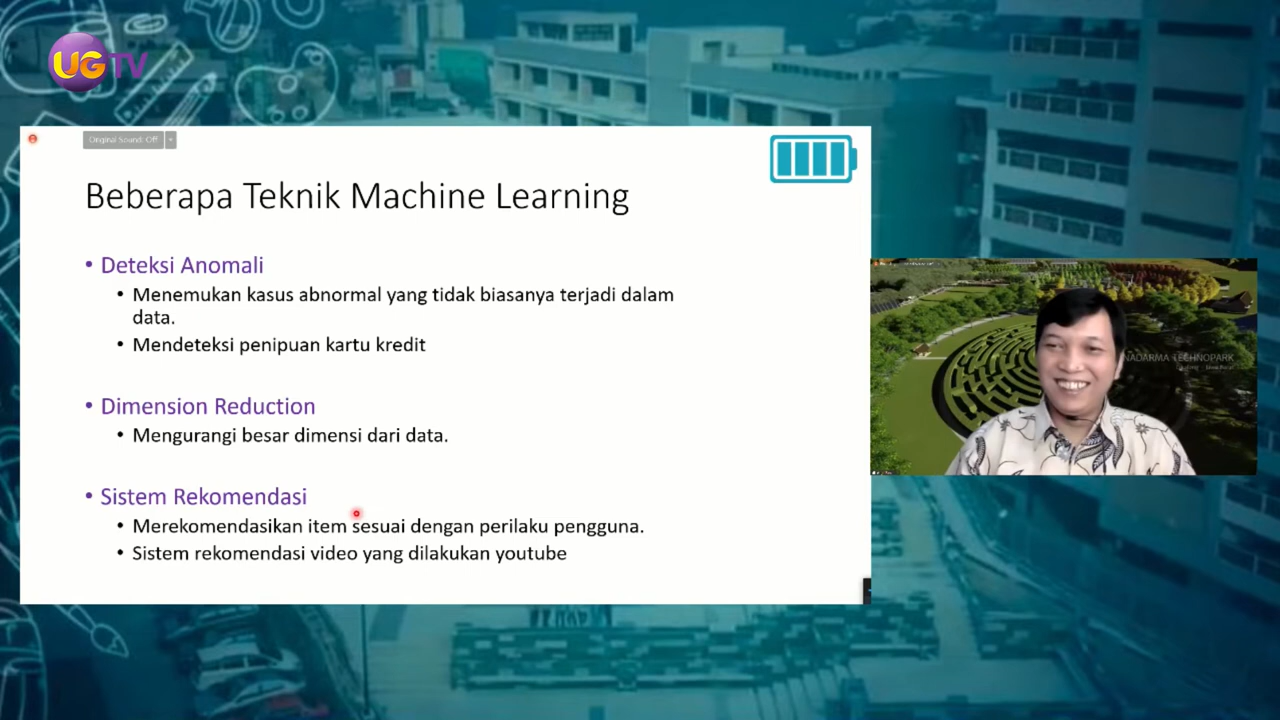 UGTV
Original Sound: Off
Beberapa Teknik Machine Learning
• Deteksi Anomali
• Menemukan kasus abnormal yang tidak biasanya terjadi dalam
data.
• Mendeteksi penipuan kartu kredit
• Dimension Reduction
• Mengurangi besar dimensi dari data.
• Sistem Rekomendasi
• Merekomendasikan item sesuai dengan perilaku pengguna.
• Sistem rekomendasi video yang dilakukan youtube
NADARMA TECHNOPARK